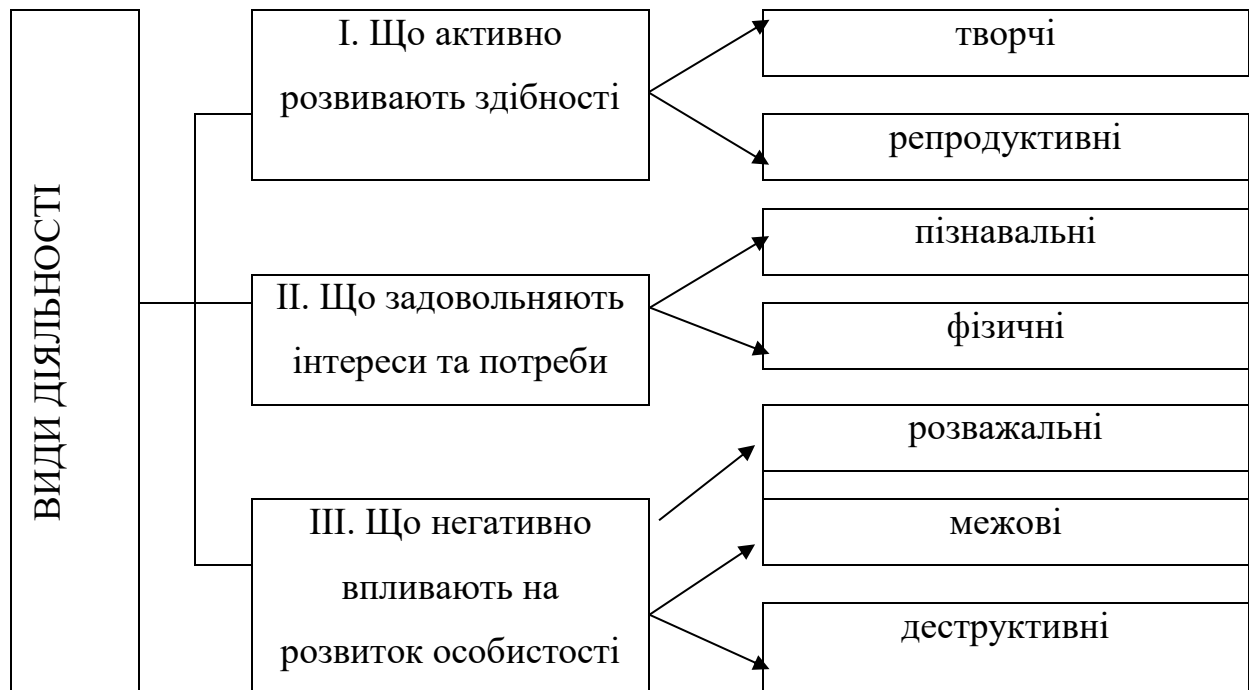 ВИДИ ДІЯЛЬНОСТІ
І. Що активно
розвивають здібності
творчі
репродуктивні
ІІ. Що задовольняють
інтереси та потреби
пізнавальні
фізичні
ІІІ. Що негативно
впливають на
розвиток особистості
розважальні
межові
деструктивні